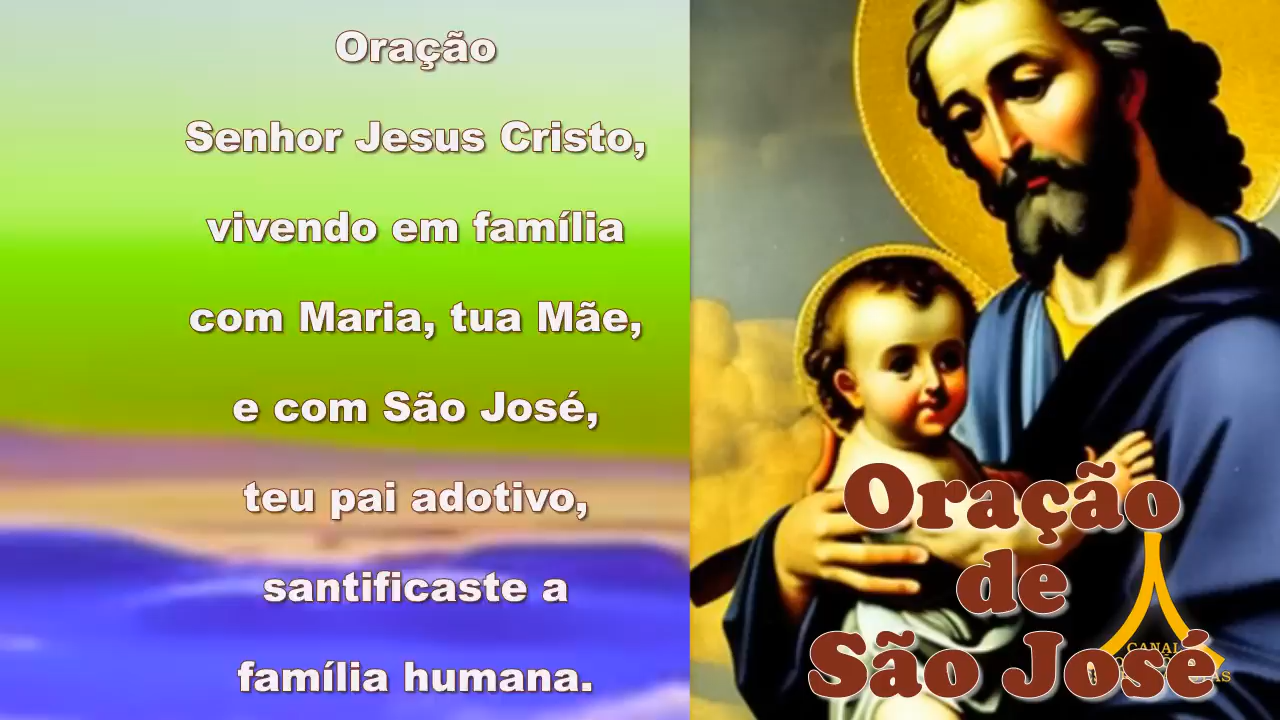 Oração
Senhor Jesus Cristo,
vivendo em família
com Maria, tua Mãe,
e com São José,
teu pai adotivo,
santificaste a
família humana.
Oração
de
São José
CANAL